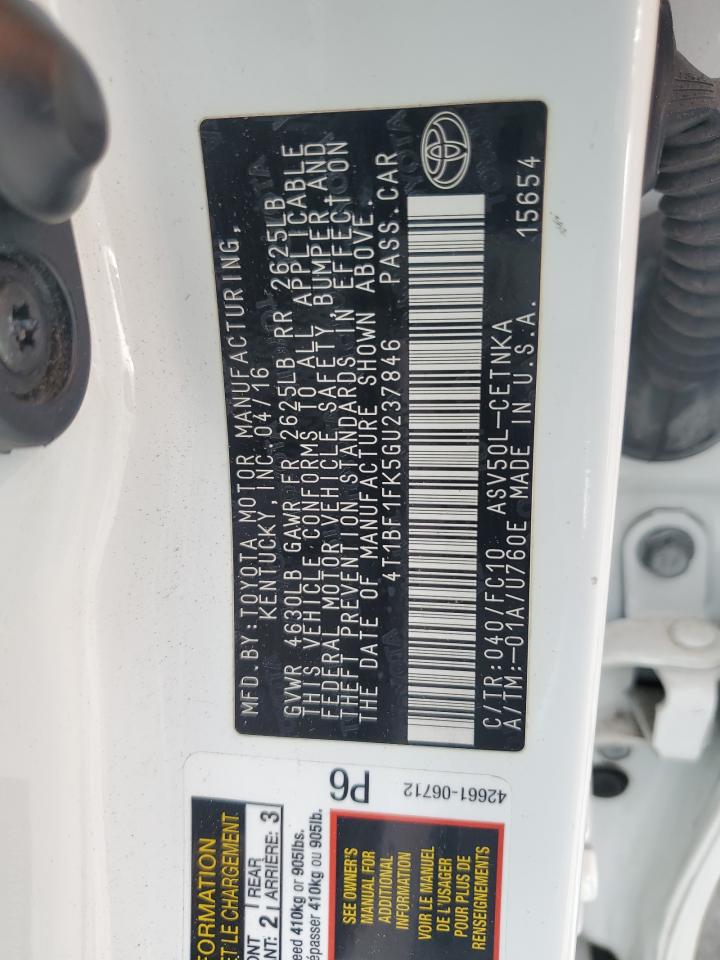 MFD.BY:TOYOTA MOTOR MANUFACTURING,
KENTUCKY, INC. 04/16
GVWR 4630LB GAWR FR 2625LB RR 2625LB
THIS VEHICLE CONFORMS TO ALL APPLICABLE
FEDERAL MOTOR VEHICLE SAFETY, BUMPER, AND
THEFT PREVENTION STANDARDS IN EFFECT ON
THE DATE OF MANUFACTURE SHOWN ABOVE.
4T1BF1FK5GU237846 PASS.CAR
C/TR:040/FC10 ASV50L-CETNKA 15654
A/TM:-01A/U760E MADE IN U.S.A.
P6
42661-06712
ET LE CHARGEMENT
2 REAR
2 ARRIÈRE: 3
410kg or 905lbs.
410kg ou 905lb.
SEE OWNER'S
MANUAL FOR
ADDITIONAL
INFORMATION
VOIR LE MANUEL
DE L'USAGER
POUR PLUS DE
RENSEIGNEMENTS